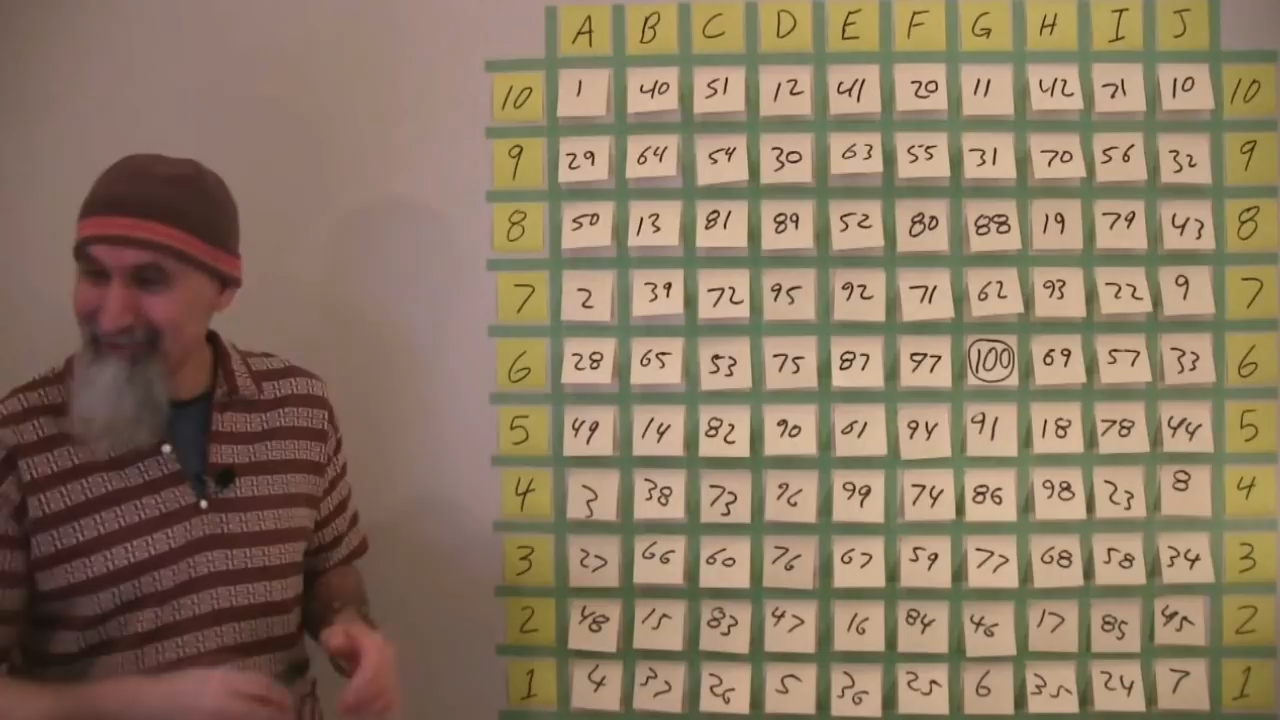 A B C D E F G H I J
10 1 40 51 12 41 20 11 42 21 10 10
9 29 64 54 30 63 55 31 70 56 32 9
8 50 13 81 89 52 80 88 19 79 43 8
7 2 39 72 95 92 71 62 93 22 9 7
6 28 65 53 75 87 97 100 69 57 33 6
5 49 14 82 90 61 94 91 18 78 44 5
4 3 38 73 96 99 74 86 98 23 8 4
3 27 66 60 76 67 59 77 68 58 34 3
2 48 15 83 47 16 84 46 17 85 45 2
1 4 37 26 5 36 25 6 35 24 7 1